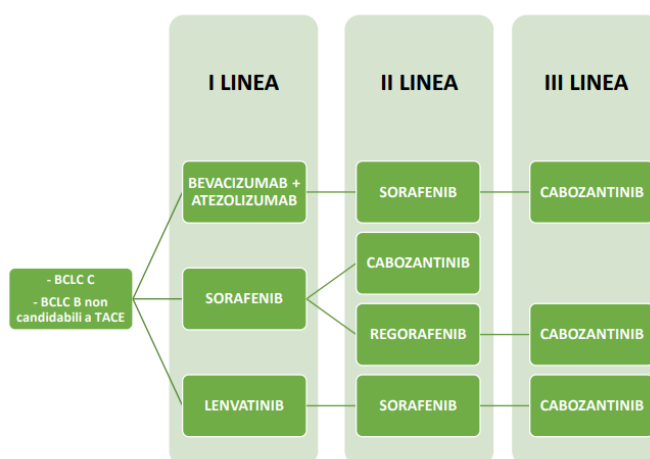 I LINEA
II LINEA
III LINEA
BEVACIZUMAB +
ATEZOLIZUMAB
SORAFENIB
CABOZANTINIB
- BCLC C
- BCLC B non
candidabili a TACE
SORAFENIB
CABOZANTINIB
REGORAFENIB
CABOZANTINIB
LENVATINIB
SORAFENIB
CABOZANTINIB